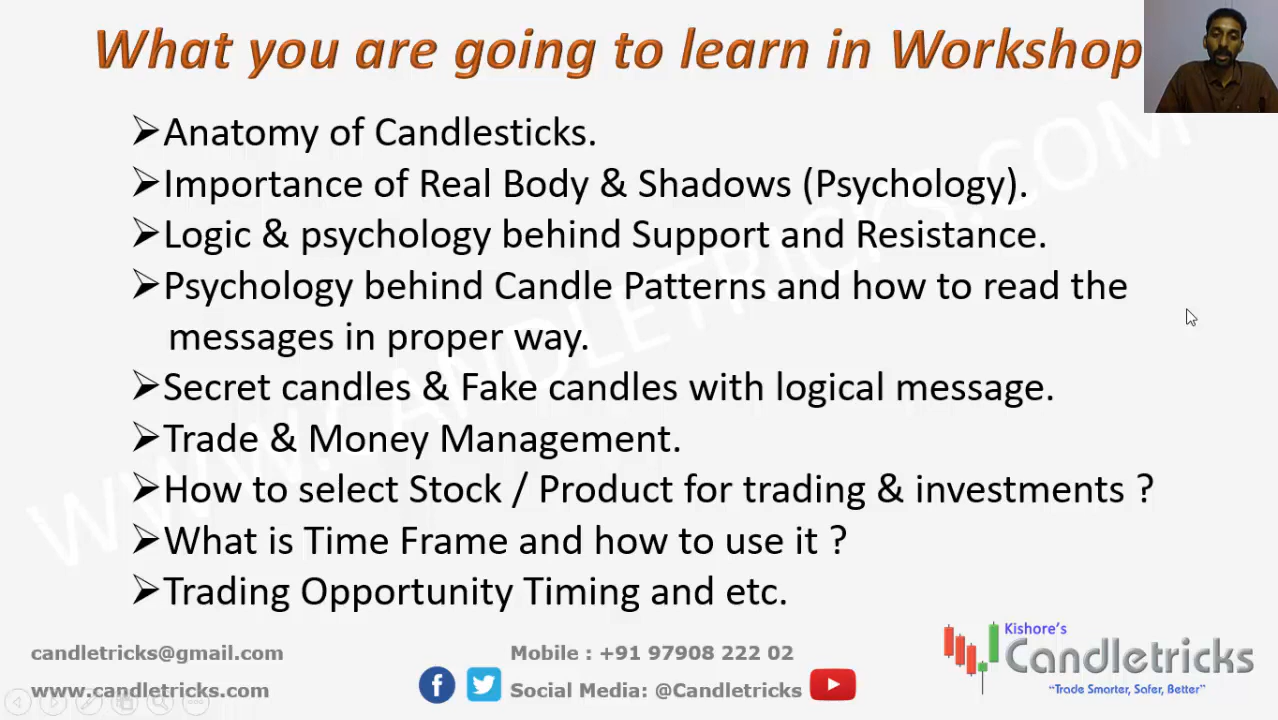 What you are going to learn in Workshop
➢Anatomy of Candlesticks.
➢Importance of Real Body & Shadows (Psychology).
➢Logic & psychology behind Support and Resistance.
➢Psychology behind Candle Patterns and how to read the
messages in proper way.
➢Secret candles & Fake candles with logical message.
➢Trade & Money Management.
➢How to select Stock / Product for trading & investments ?
➢What is Time Frame and how to use it ?
➢Trading Opportunity Timing and etc.
WWW.CANDLETRICKS.COM
candletricks@gmail.com
Mobile : +91 97908 222 02
www.candletricks.com
Social Media: @Candletricks
Kishore's
Candletricks
"Trade Smarter, Safer, Better"